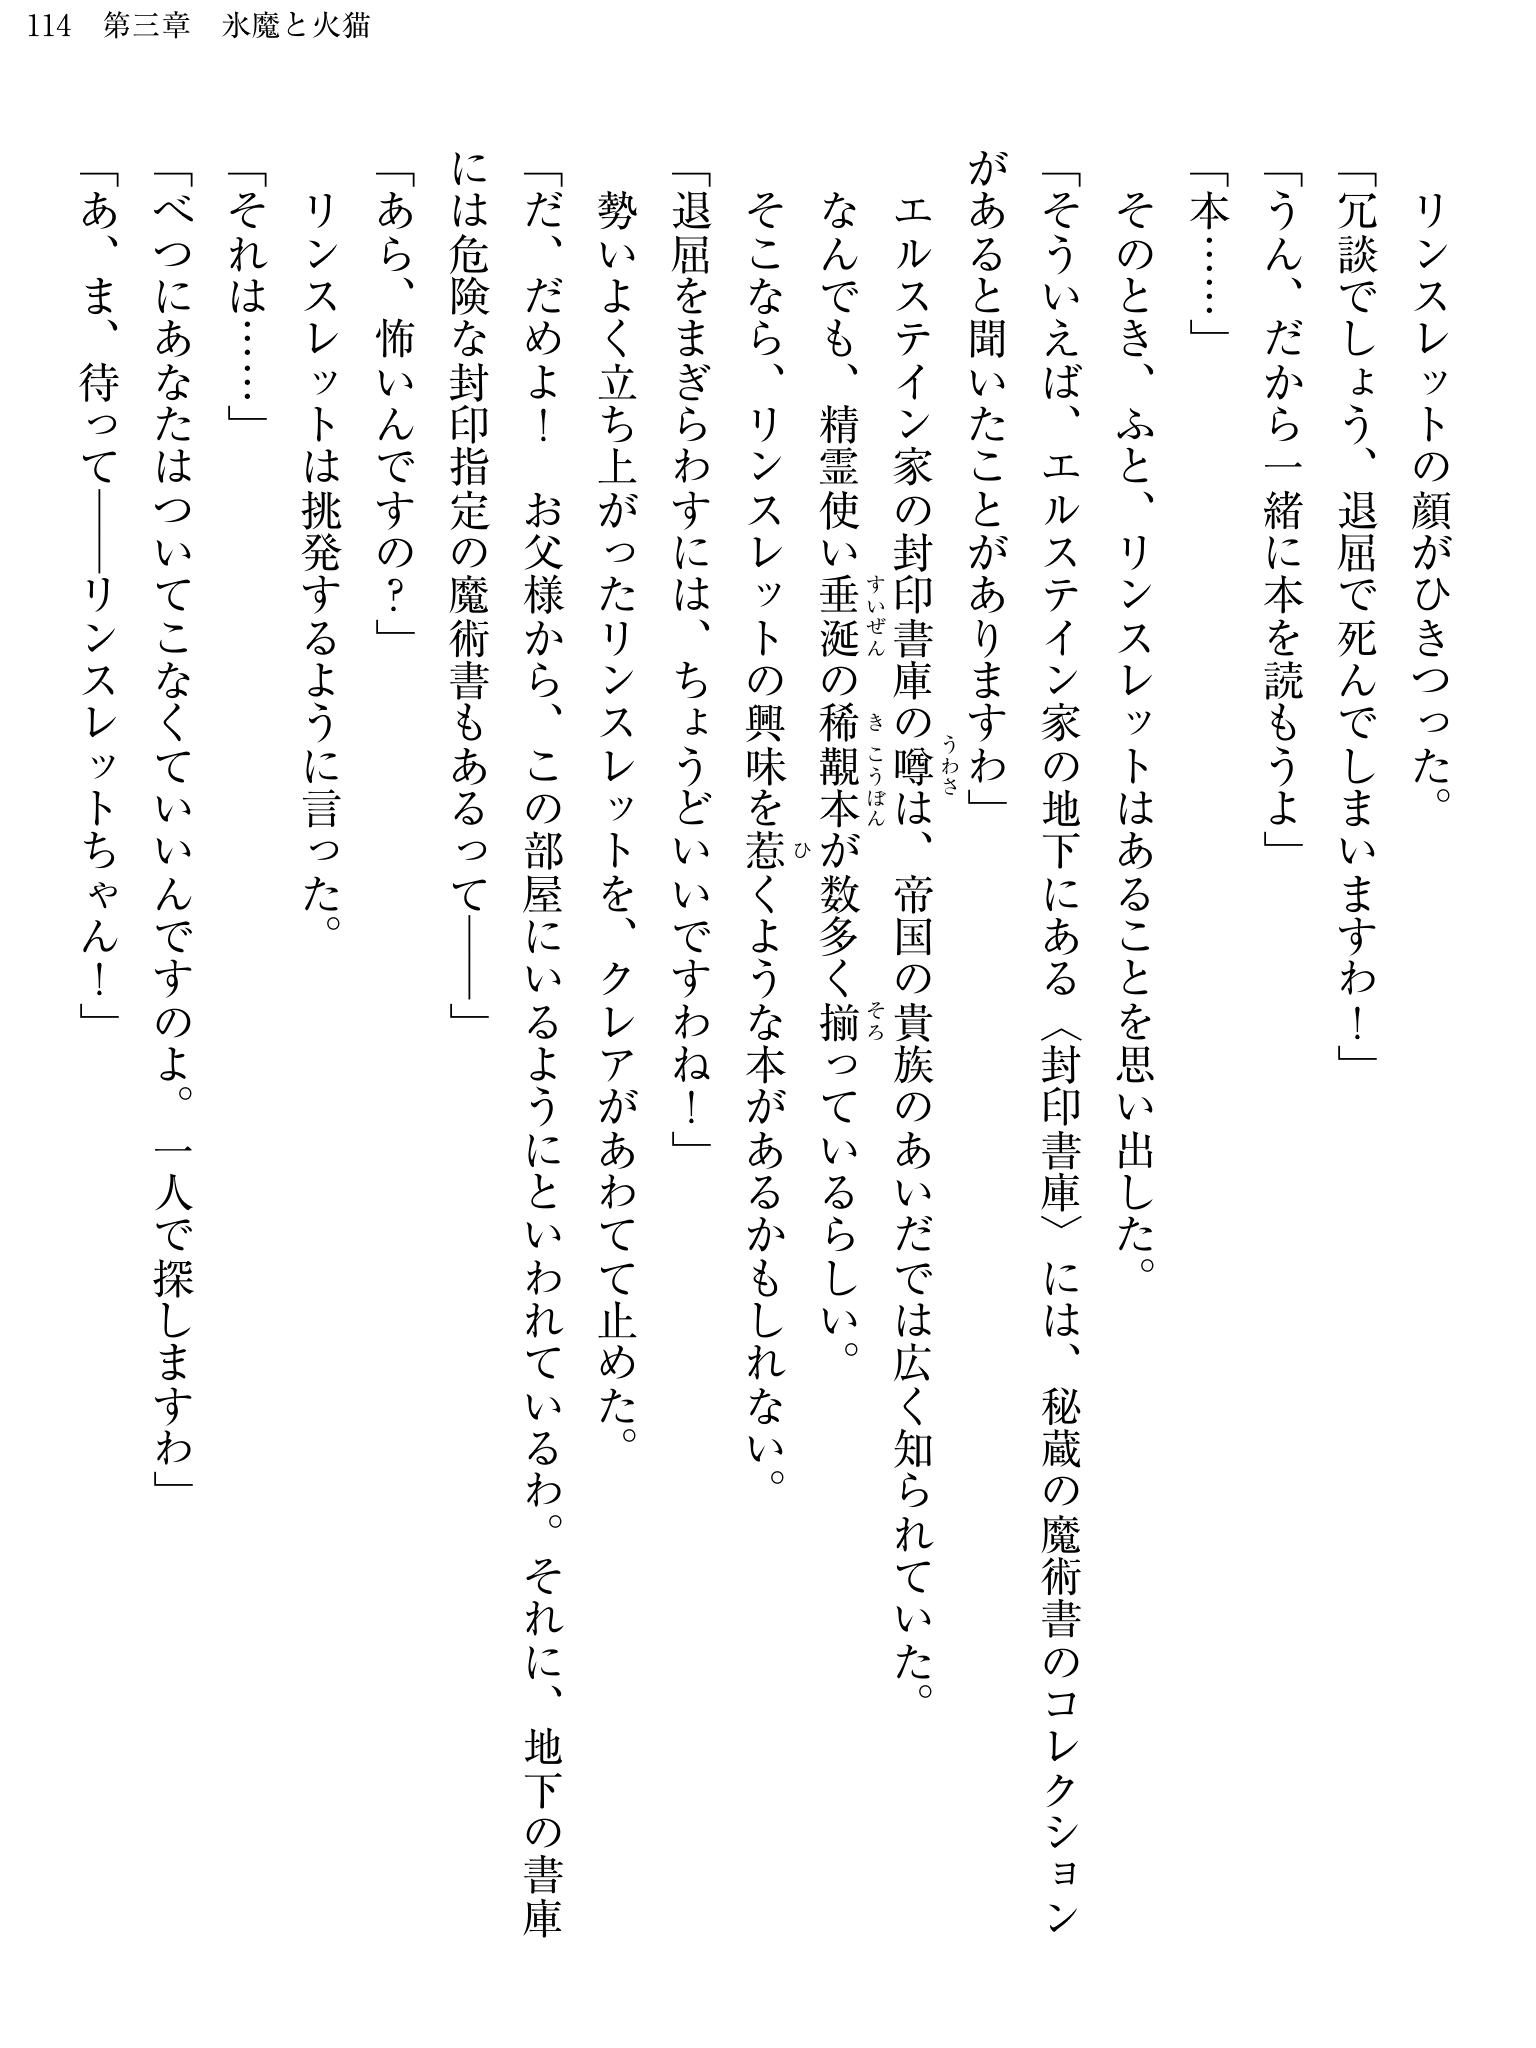 114　第三章　氷魔と火猫
　リンスレットの顔がひきつった。
「冗談でしょう、退屈で死んでしまいますわ！」
「うん、だから一緒に本を読もうよ」
「本……」
　そのとき、ふと、リンスレットはあることを思い出した。
「そういえば、エルステイン家の地下にある〈封印書庫〉には、秘蔵の魔術書のコレクション
があると聞いたことがありますわ」
　エルステイン家の封印書庫の噂は、帝国の貴族のあいだでは広く知られていた。
　なんでも、精霊使い垂涎の稀覯本が数多く揃っているらしい。
　そこなら、リンスレットの興味を惹くような本があるかもしれない。
「退屈をまぎらわすには、ちょうどいいですわね！」
　勢いよく立ち上がったリンスレットを、クレアがあわてて止めた。
「だ、だめよ！　お父様から、この部屋にいるようにといわれているわ。それに、地下の書庫
には危険な封印指定の魔術書もあるって――」
「あら、怖いんですの？」
　リンスレットは挑発するように言った。
「それは……」
「べつにあなたはついてこなくていいんですのよ。一人で探しますわ」
「あ、ま、待って――リンスレットちゃん！」